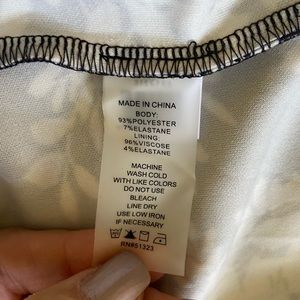 MADE IN CHINA
BODY:
93%POLYESTER
7%ELASTANE
LINING:
96%VISCOSE
4%ELASTANE
MACHINE
WASH COLD
WITH LIKE COLORS
DO NOT USE
BLEACH
LINE DRY
USE LOW IRON
IF NECESSARY
RN#51323